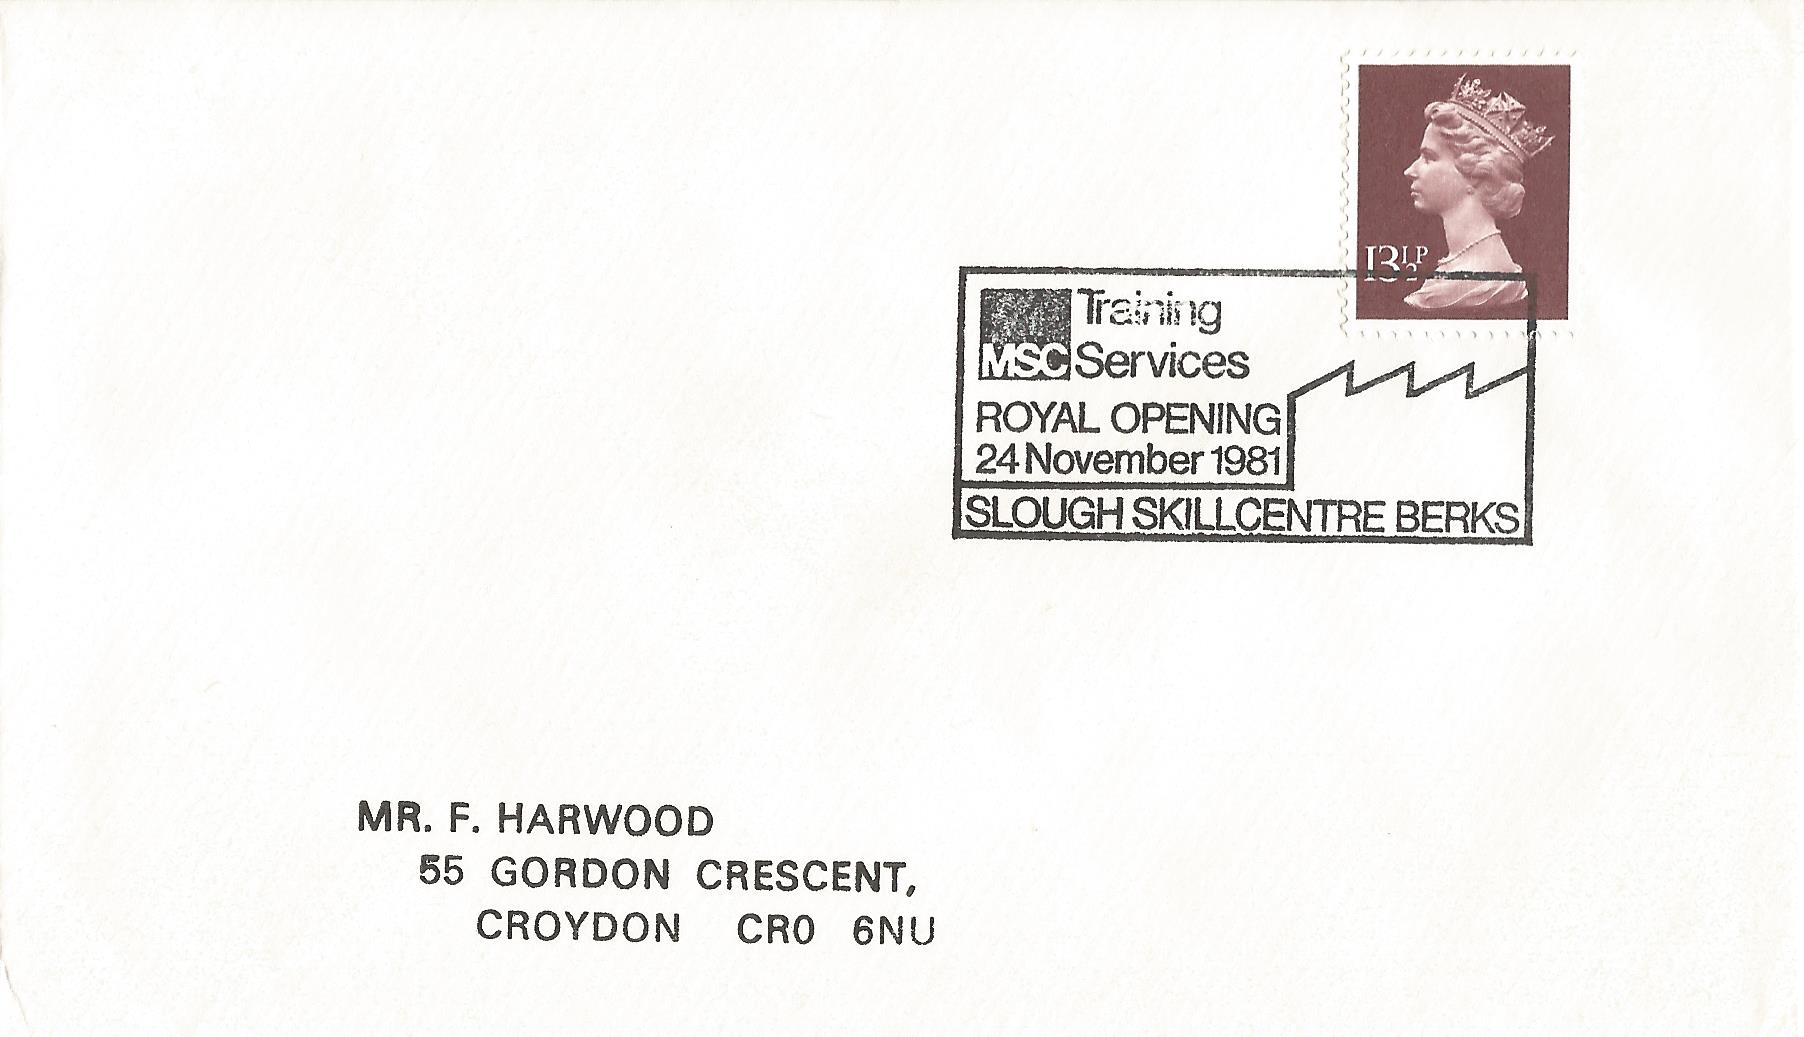 13½P
MSC Training
Services
ROYAL OPENING
24 November 1981
SLOUGH SKILLCENTRE BERKS
MR. F. HARWOOD
55 GORDON CRESCENT,
CROYDON CR0 6NU